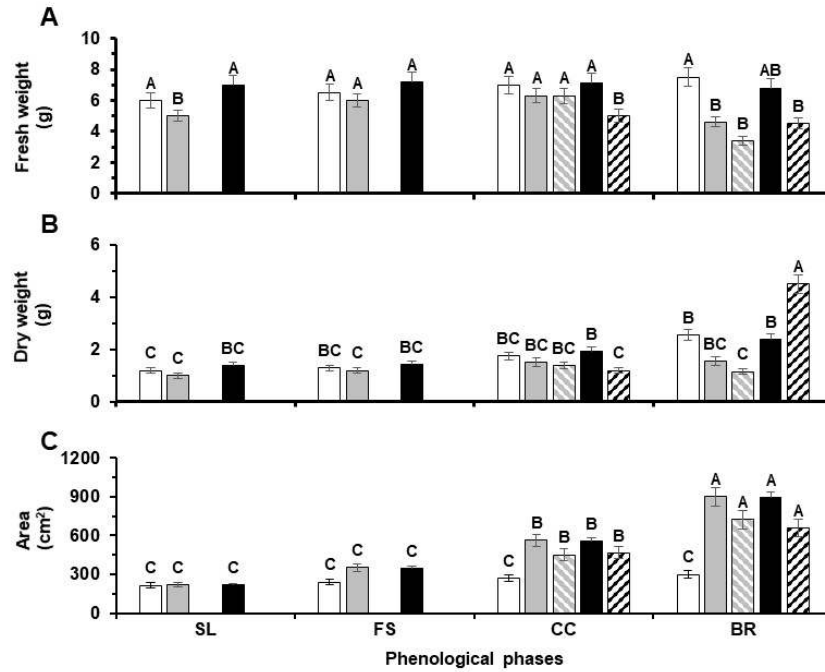 A
Fresh weight
(g)
10
8
6
4
2
0
A B A
A A A
A A A A B
A B B AB B
B
Dry weight
(g)
6
4
2
0
C C BC
BC C BC
BC BC BC B C
B BC C B A
C
Area
(cm²)
1200
900
600
300
0
C C C
C C C
C B B B B
C A A A A
SL FS CC BR
Phenological phases